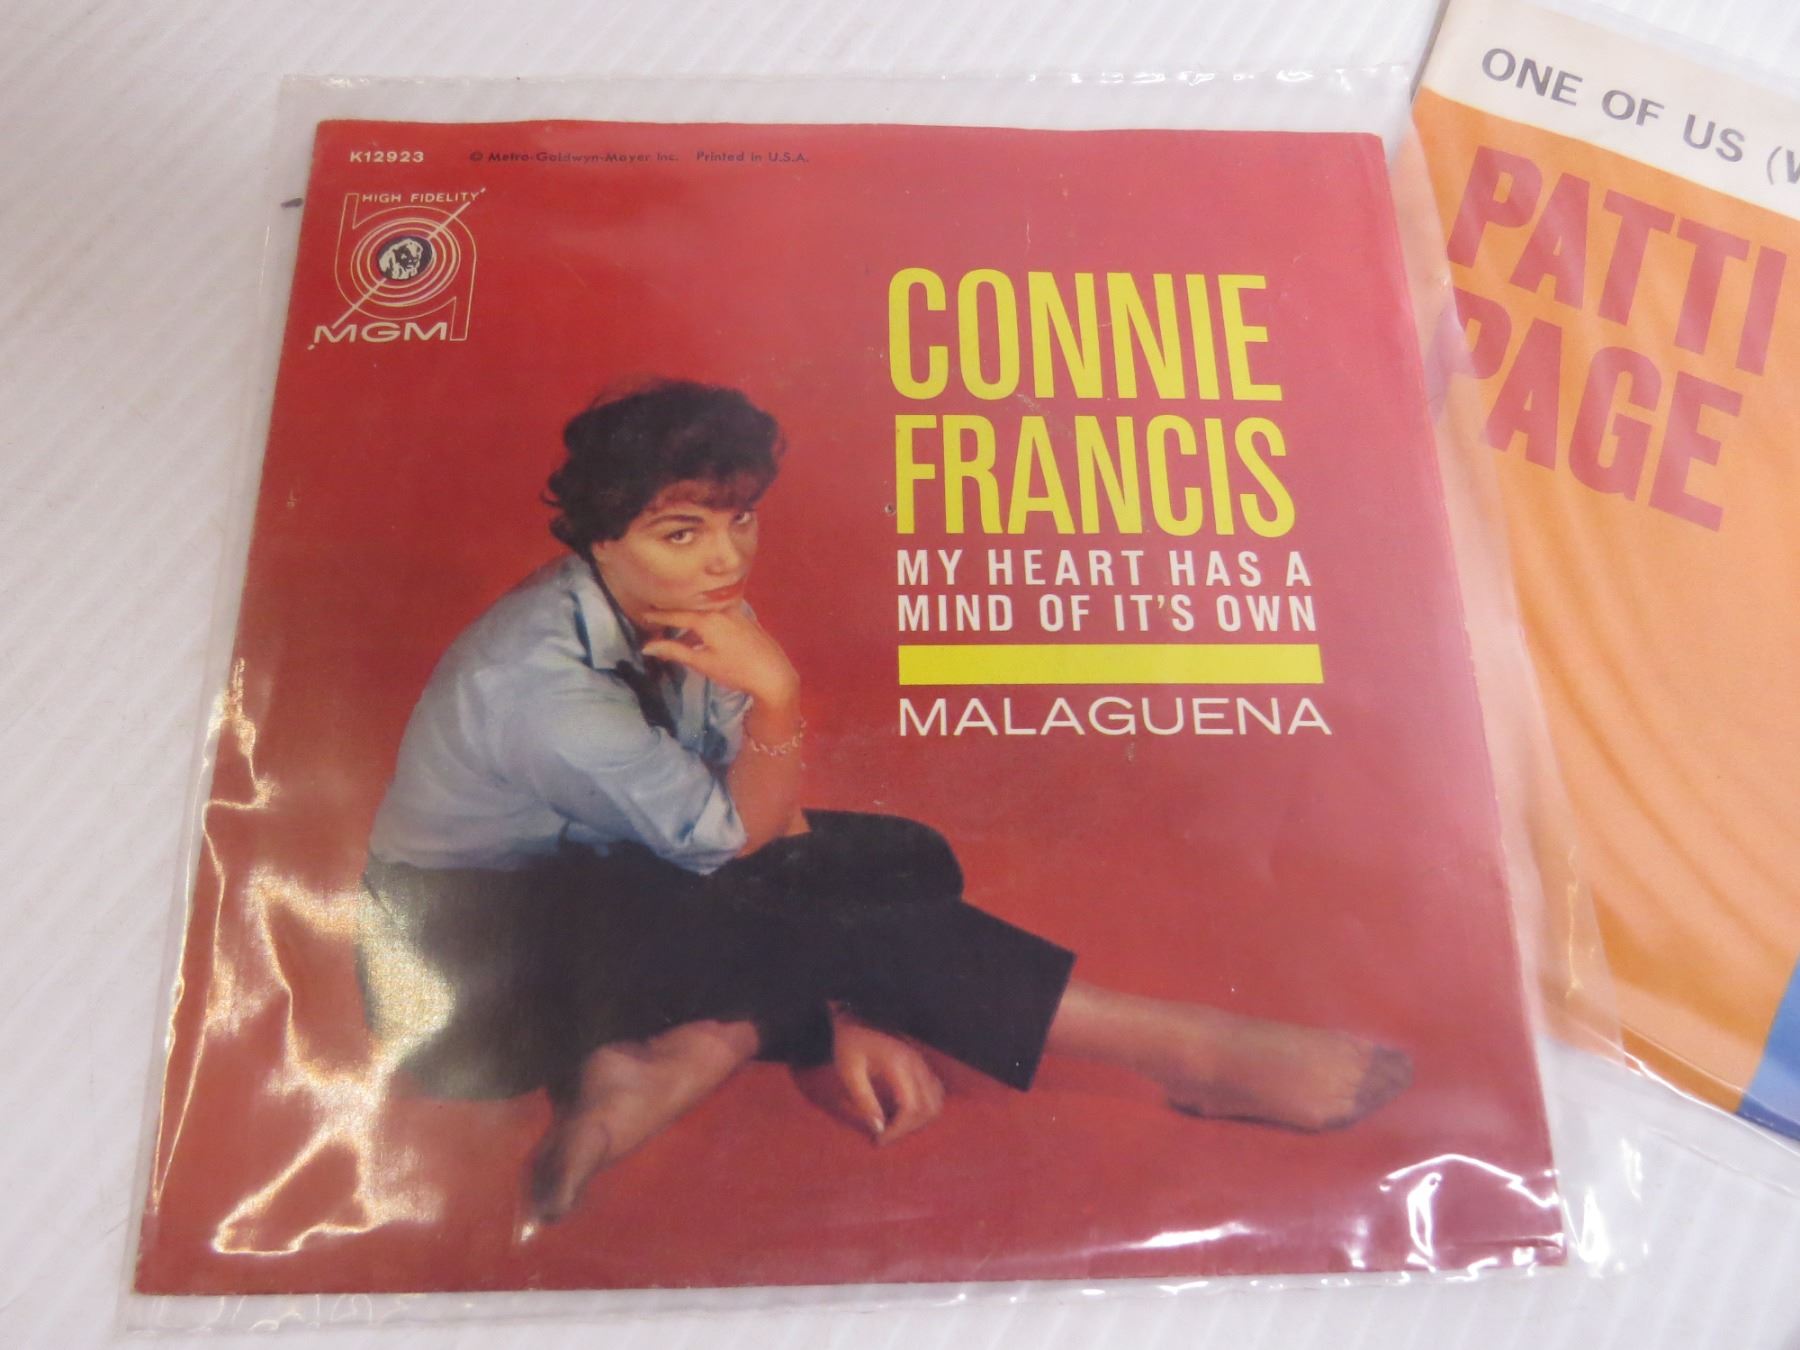 K12923 © Metro-Goldwyn-Mayer Inc. Printed in U.S.A.
HIGH FIDELITY
MGM
CONNIE
FRANCIS
MY HEART HAS A
MIND OF IT'S OWN
MALAGUENA
ONE OF US (W
PATTI
PAGE